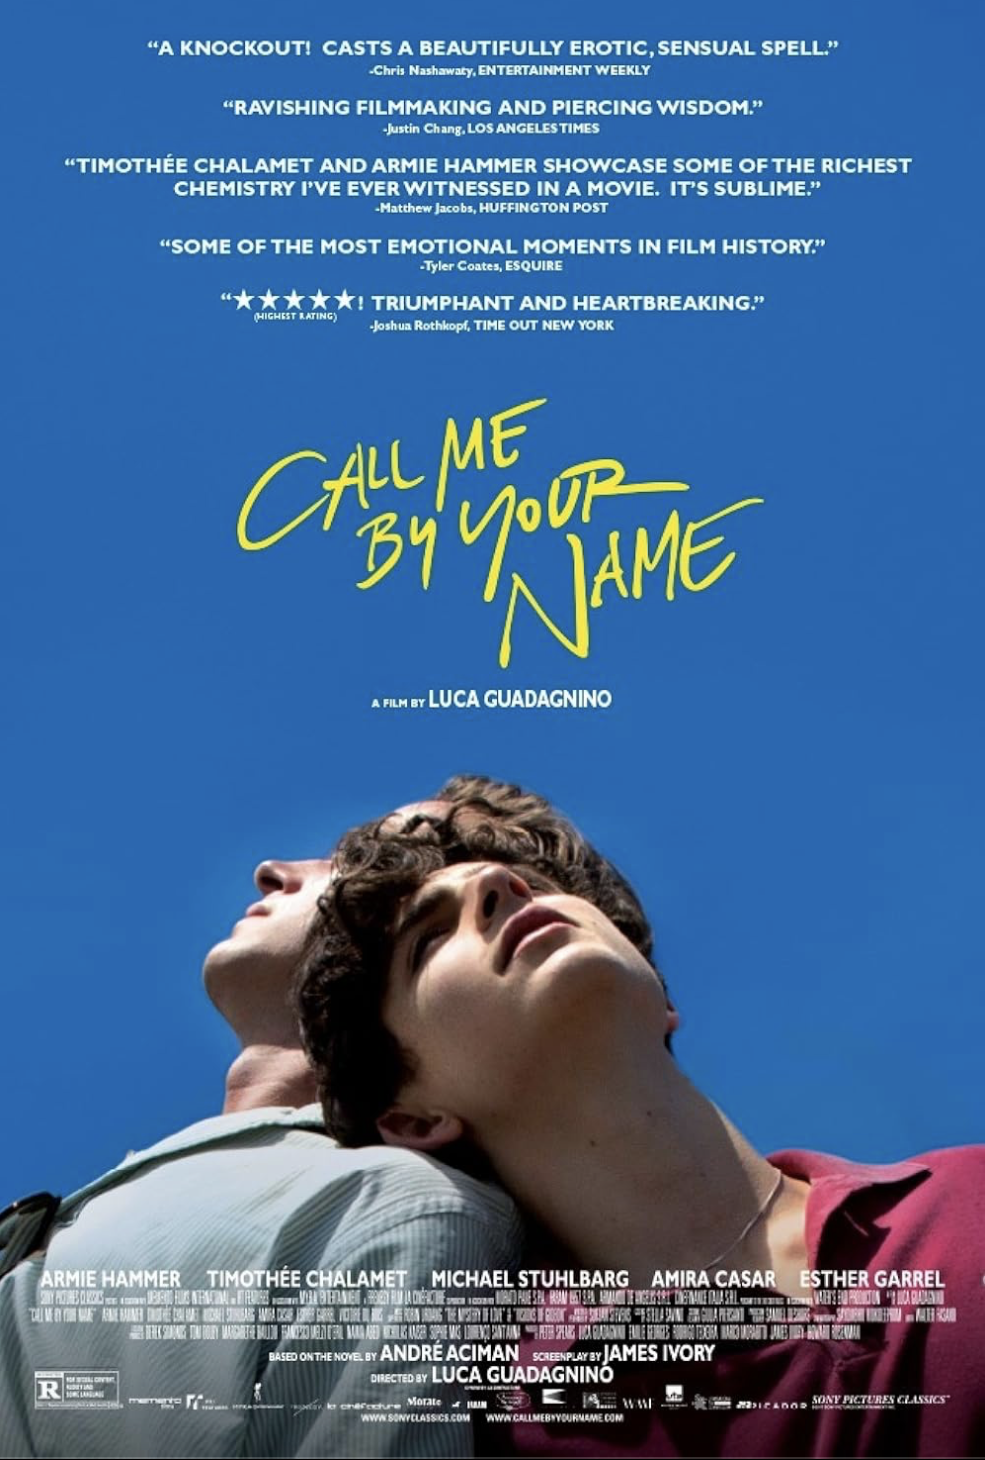 “A KNOCKOUT! CASTS A BEAUTIFULLY EROTIC, SENSUAL SPELL.”
-Chris Nashawaty, ENTERTAINMENT WEEKLY
“RAVISHING FILMMAKING AND PIERCING WISDOM.”
-Justin Chang, LOS ANGELES TIMES
“TIMOTHÉE CHALAMET AND ARMIE HAMMER SHOWCASE SOME OF THE RICHEST
CHEMISTRY I’VE EVER WITNESSED IN A MOVIE. IT’S SUBLIME.”
-Matthew Jacobs, HUFFINGTON POST
“SOME OF THE MOST EMOTIONAL MOMENTS IN FILM HISTORY.”
-Tyler Coates, ESQUIRE
“★★★★★! TRIUMPHANT AND HEARTBREAKING.”
(HIGHEST RATING)
-Joshua Rothkopf, TIME OUT NEW YORK
CALL ME
BY YOUR
NAME
A FILM BY LUCA GUADAGNINO
ARMIE HAMMER TIMOTHÉE CHALAMET MICHAEL STUHLBARG AMIRA CASAR ESTHER GARREL
BASED ON THE NOVEL BY ANDRÉ ACIMAN SCREENPLAY BY JAMES IVORY
DIRECTED BY LUCA GUADAGNINO
R
memento
la cinéfacture
SONY PICTURES CLASSICS
WWW.SONYCLASSICS.COM WWW.CALLMEBYYOURNAME.COM